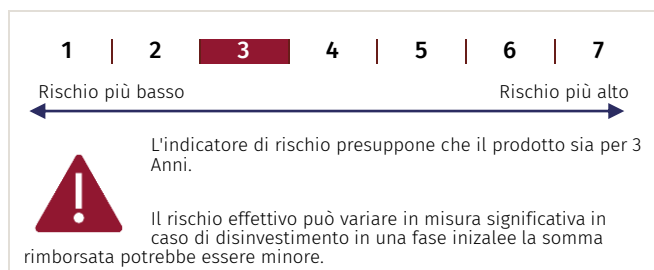 1 2 3 4 5 6 7
Rischio più basso Rischio più alto
L'indicatore di rischio presuppone che il prodotto sia per 3
Anni.
Il rischio effettivo può variare in misura significativa in
caso di disinvestimento in una fase inizalee la somma
rimborsata potrebbe essere minore.